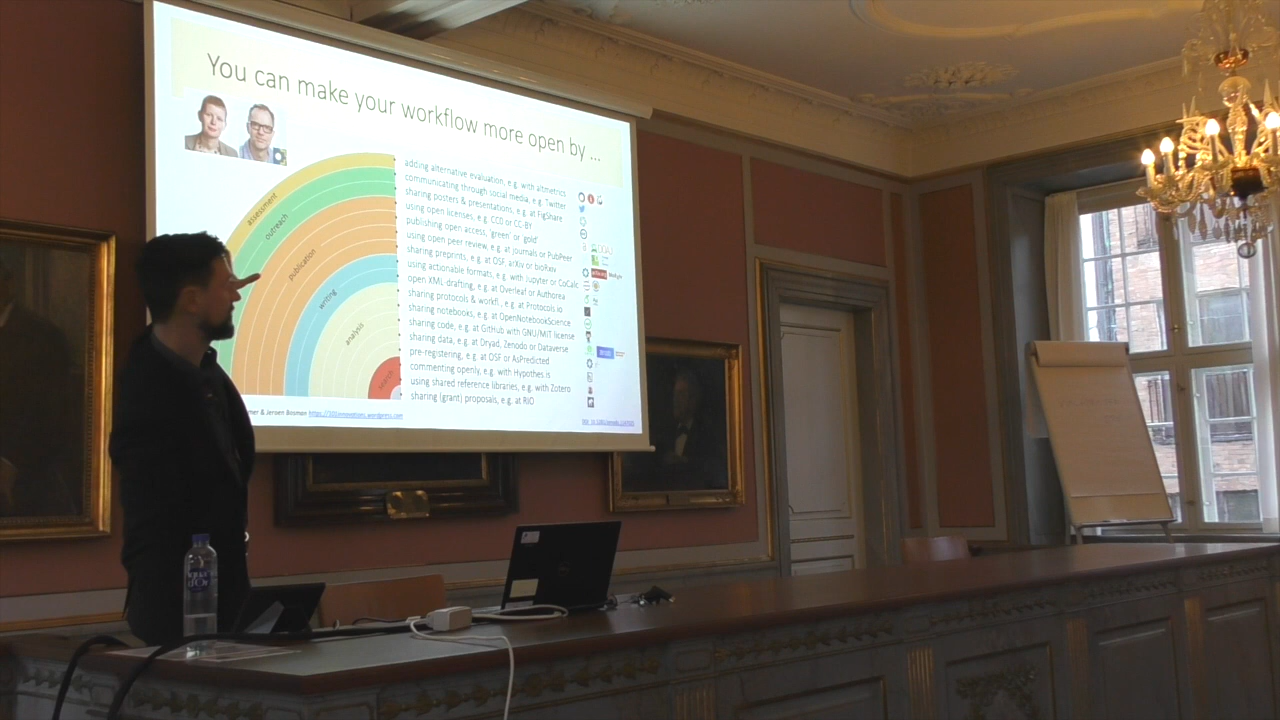 You can make your workflow more open by ...
adding alternative evaluation, e.g. with altmetrics
communicating through social media, e.g. Twitter
sharing posters & presentations, e.g. at FigShare
using open licenses, e.g. CC0 or CC BY
publishing open access, 'green' or 'gold'
using open peer review, e.g. at journals or PubPeer
sharing preprints, e.g. at OSF, arXiv or bioRxiv
using actionable formats, e.g. with Jupyter or CoCalc
open XML-drafting, e.g. at Overleaf or Authorea
sharing protocols & workfl., e.g. at Protocols.io
sharing notebooks, e.g. at OpenNotebookScience
sharing code, e.g. at GitHub with GNU/MIT license
sharing data, e.g. at Dryad, Zenodo or Dataverse
pre-registering, e.g. at OSF or AsPredicted
commenting openly, e.g. with Hypothes.is
using shared reference libraries, e.g. with Zotero
sharing (grant) proposals, e.g. at RIO
assessment
outreach
publication
writing
analysis
search
mer & Jeroen Bosman https://101innovations.wordpress.com